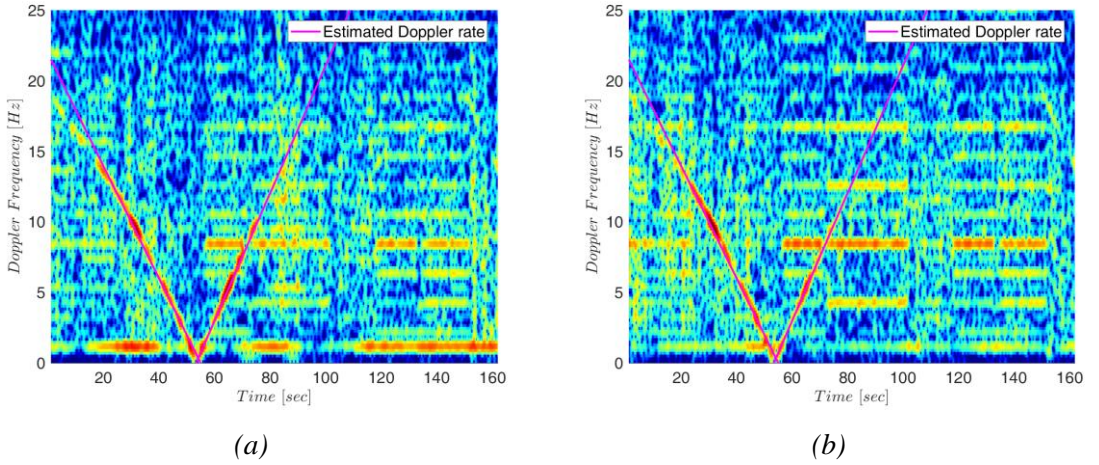 25
20
15
10
5
0
Doppler Frequency [Hz]
Estimated Doppler rate
20 40 60 80 100 120 140 160
Time [sec]
(a)
25
20
15
10
5
0
Doppler Frequency [Hz]
Estimated Doppler rate
20 40 60 80 100 120 140 160
Time [sec]
(b)